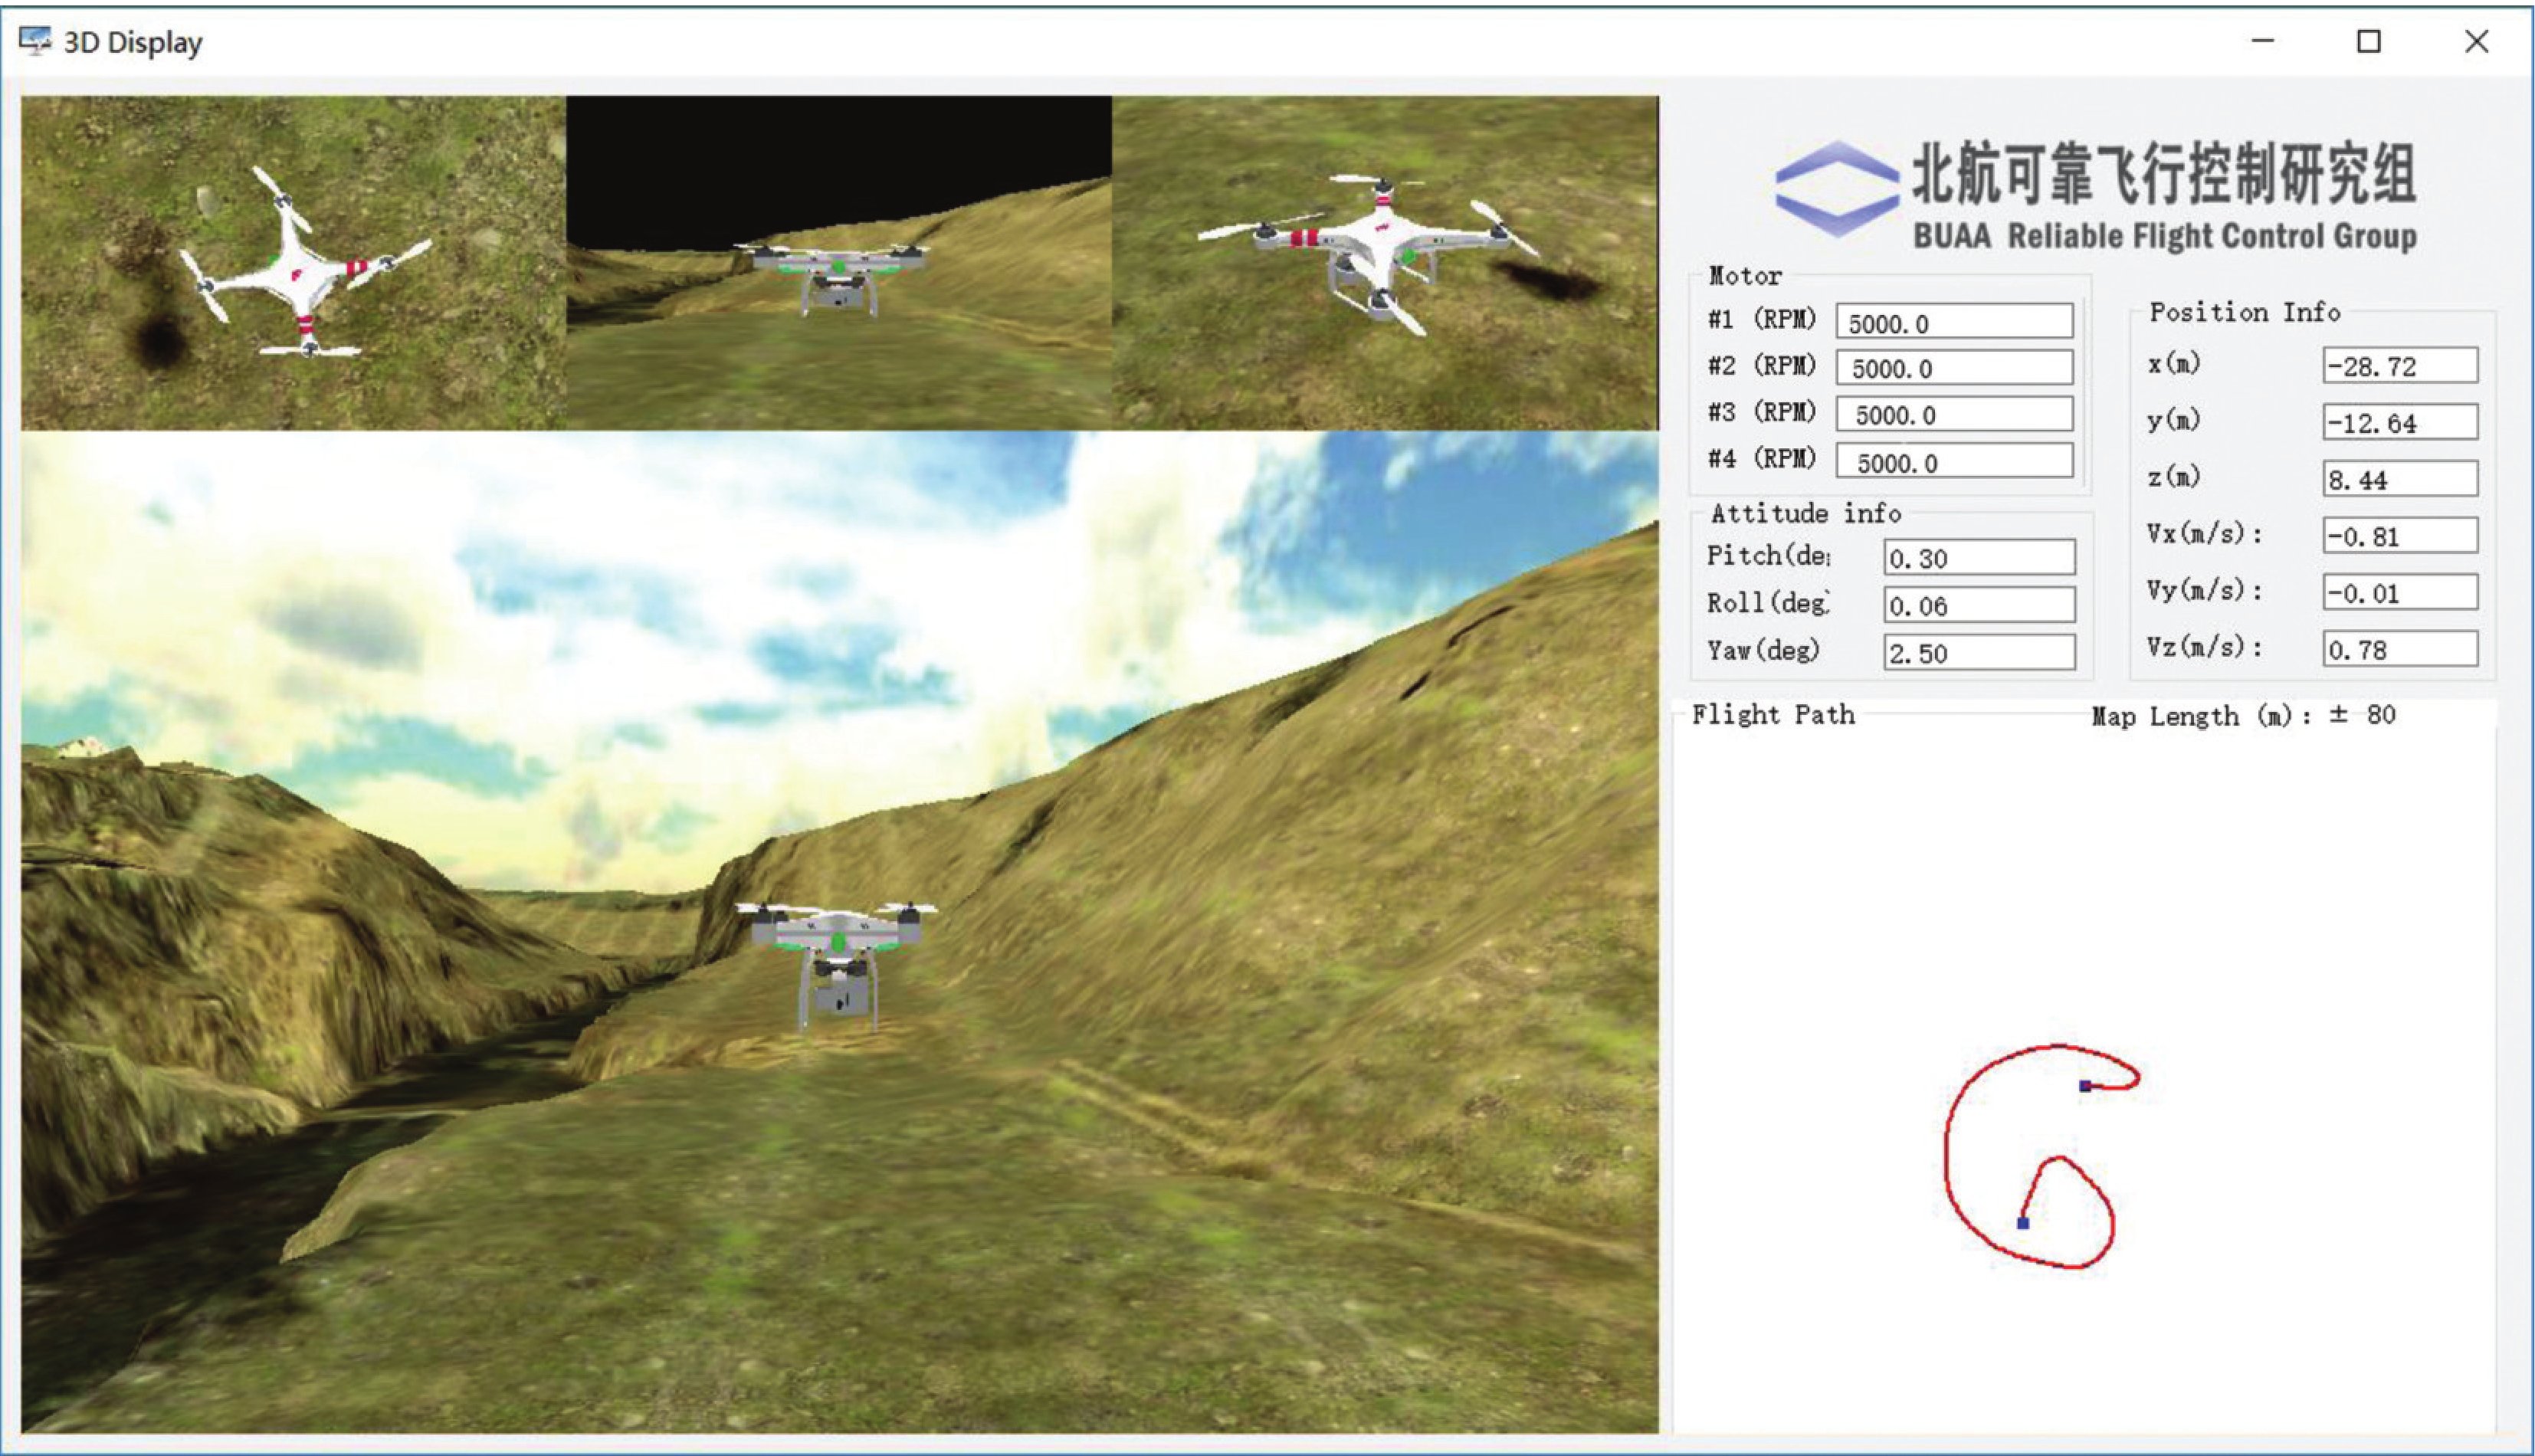 3D Display
北航可靠飞行控制研究组
BUAA Reliable Flight Control Group
Motor
#1 (RPM) 5000.0
#2 (RPM) 5000.0
#3 (RPM) 5000.0
#4 (RPM) 5000.0
Attitude info
Pitch(de
0.30
Roll(deg)
0.06
Yaw(deg) 2.50
Position Info
x(m) -28.72
y(m) -12.64
z(m) 8.44
Vx(m/s): -0.81
Vy(m/s): -0.01
Vz(m/s): 0.78
Flight Path
Map Length (m): ± 80